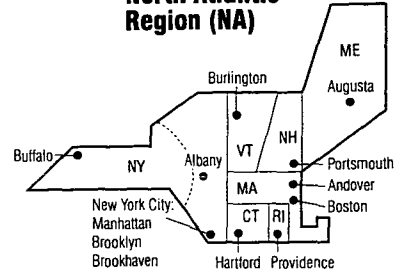 North Atlantic
Region (NA)
ME
Burlington
Augusta
NH
VT
Buffalo
NY
Albany
Portsmouth
MA
Andover
New York City:
Manhattan
Brooklyn
Brookhaven
CT
RI
Boston
Hartford
Providence